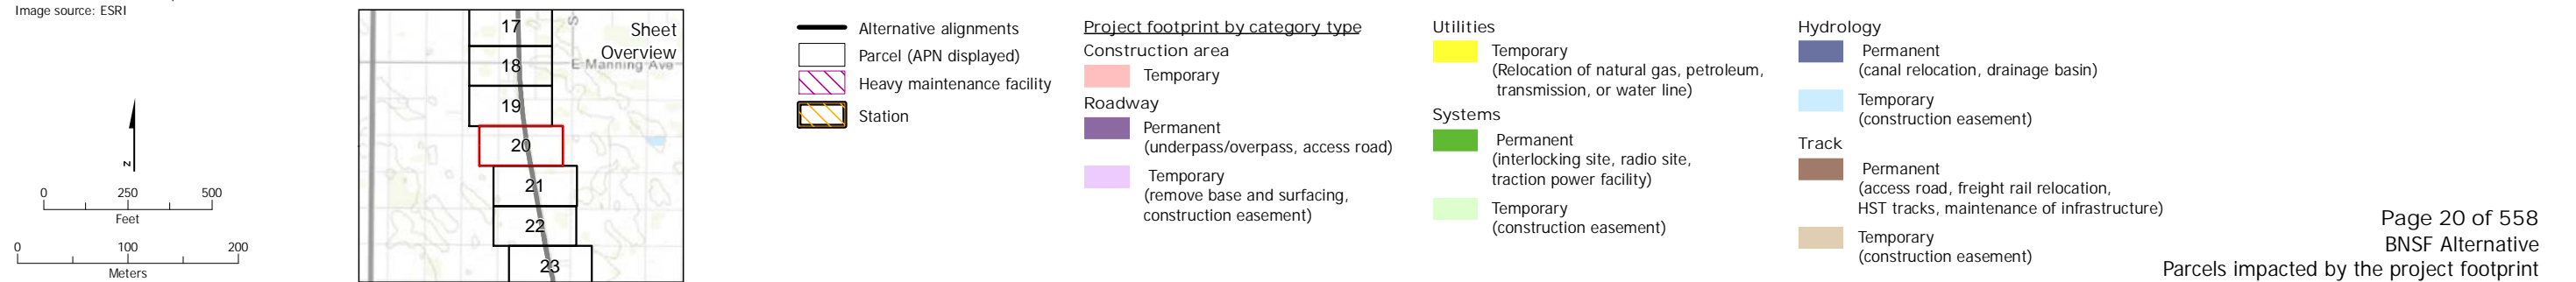 Image source: ESRI
N
0 250 500
Feet
0 100 200
Meters
Sheet
Overview
E Manning Ave
S
17
18
19
20
21
22
23
Alternative alignments
Parcel (APN displayed)
Heavy maintenance facility
Station
Project footprint by category type
Construction area
Temporary
Roadway
Permanent
(underpass/overpass, access road)
Temporary
(remove base and surfacing,
construction easement)
Utilities
Temporary
(Relocation of natural gas, petroleum,
transmission, or water line)
Systems
Permanent
(interlocking site, radio site,
traction power facility)
Temporary
(construction easement)
Hydrology
Permanent
(canal relocation, drainage basin)
Temporary
(construction easement)
Track
Permanent
(access road, freight rail relocation,
HST tracks, maintenance of infrastructure)
Temporary
(construction easement)
Page 20 of 558
BNSF Alternative
Parcels impacted by the project footprint